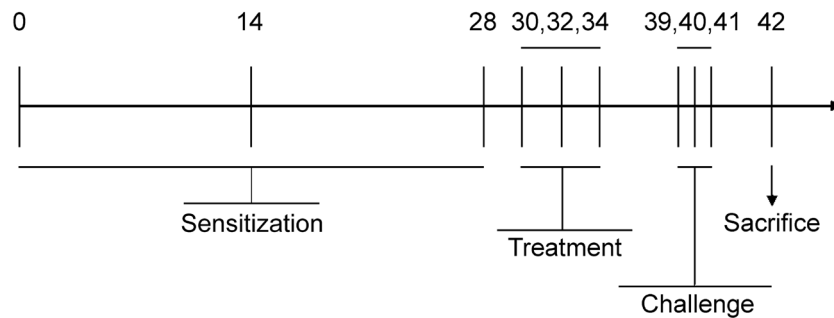 0 14 28 30,32,34 39,40,41 42
Sensitization
Sacrifice
Treatment
Challenge